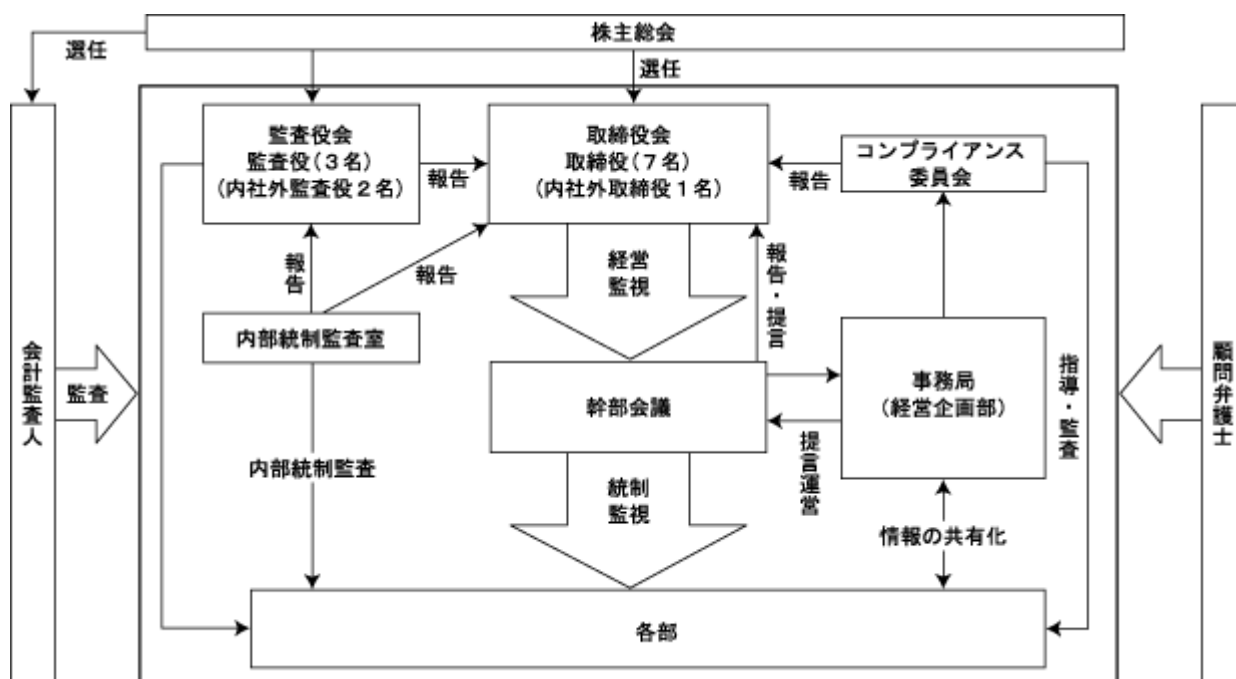 株主総会
選任
選任
監査役会
監査役（3名）
（内社外監査役２名）
報告
取締役会
取締役（７名）
（内社外取締役１名）
報告
コンプライアンス
委員会
報告
報告
経営
監視
報告・提言
内部統制監査室
会計監査人
監査
幹部会議
事務局
（経営企画部）
指導・監査
顧問弁護士
内部統制監査
統制
監視
提言運営
情報の共有化
各部